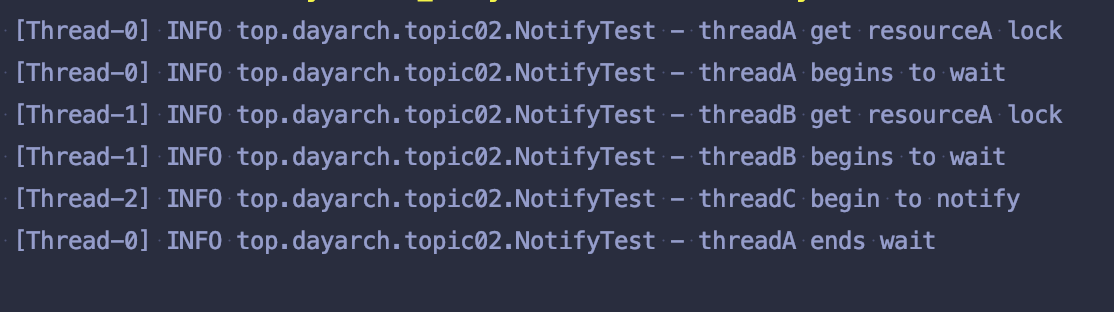 [Thread-0] INFO top.dayarch.topic02.NotifyTest - threadA get resourceA lock
[Thread-0] INFO top.dayarch.topic02.NotifyTest - threadA begins to wait
[Thread-1] INFO top.dayarch.topic02.NotifyTest - threadB get resourceA lock
[Thread-1] INFO top.dayarch.topic02.NotifyTest - threadB begins to wait
[Thread-2] INFO top.dayarch.topic02.NotifyTest - threadC begin to notify
[Thread-0] INFO top.dayarch.topic02.NotifyTest - threadA ends wait